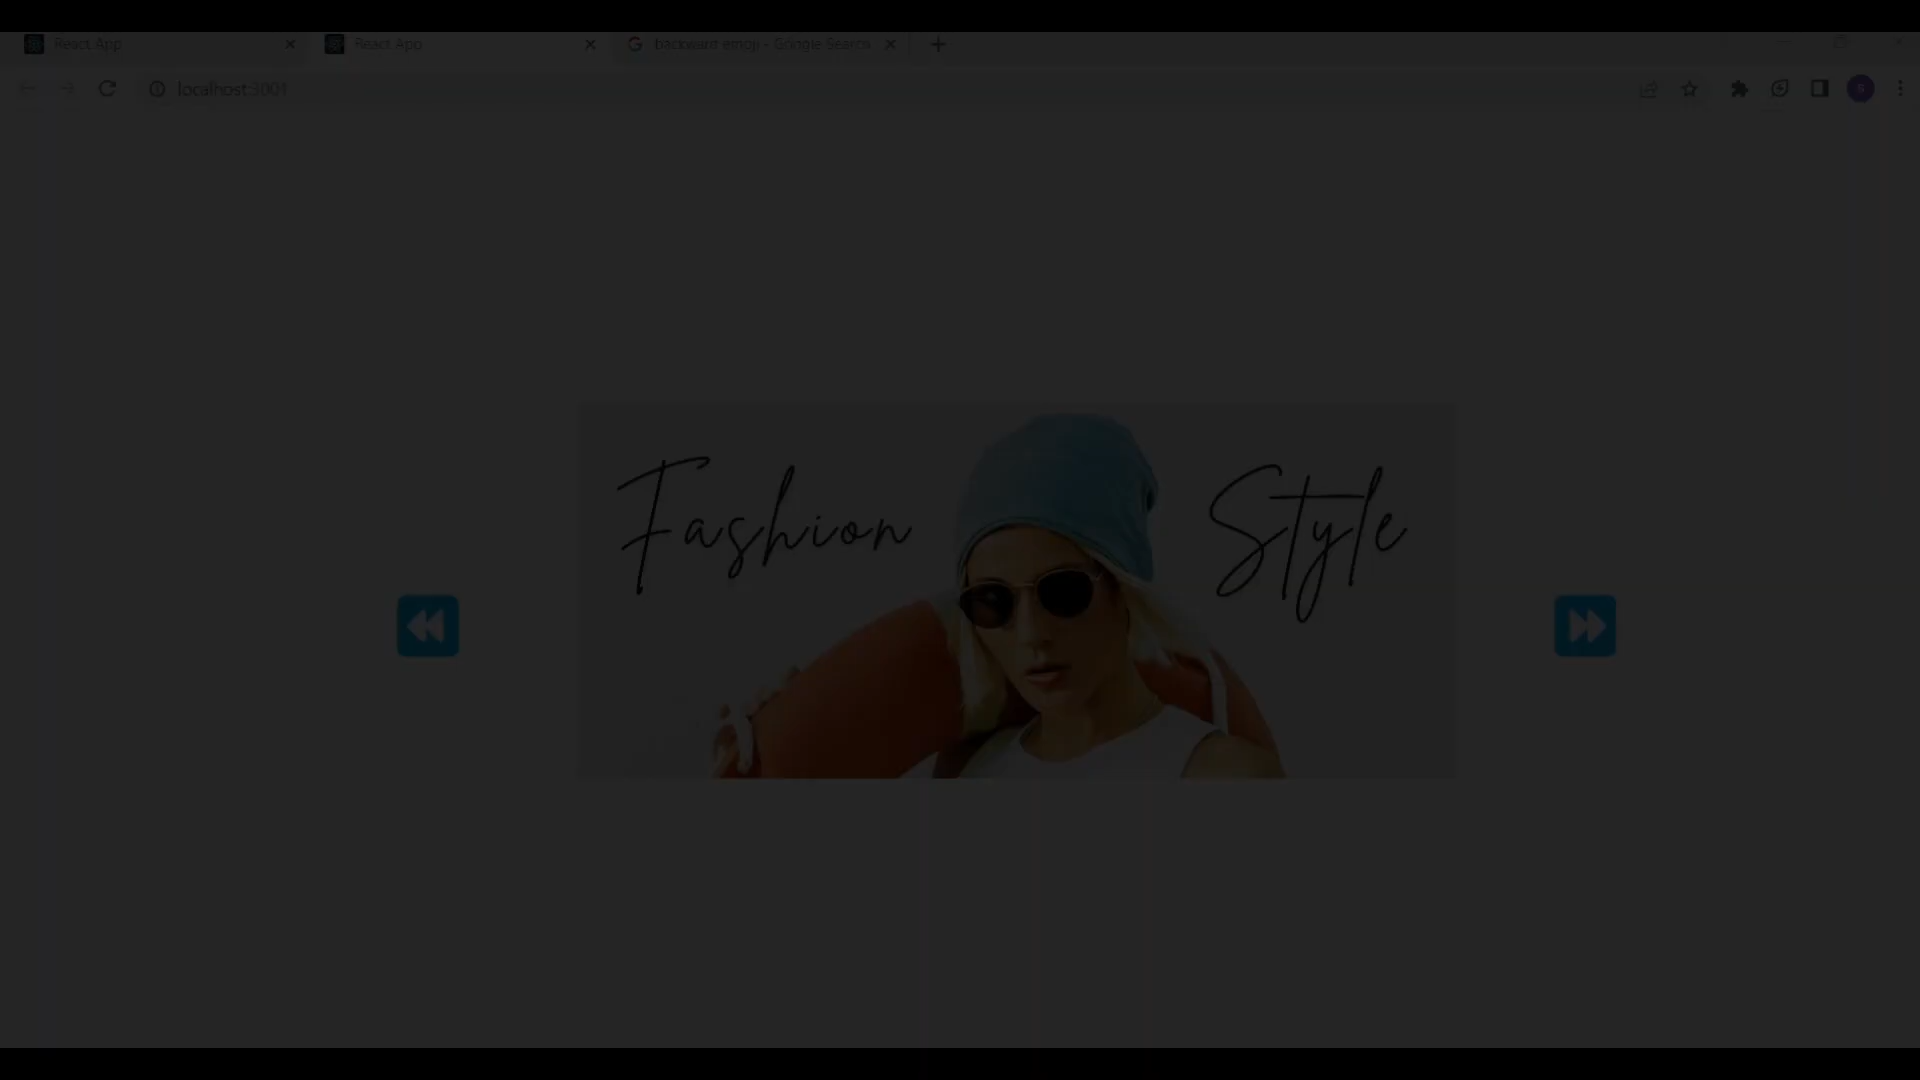 React App
React App
backward emoji - Google Search
localhost:3001
Fashion
Style